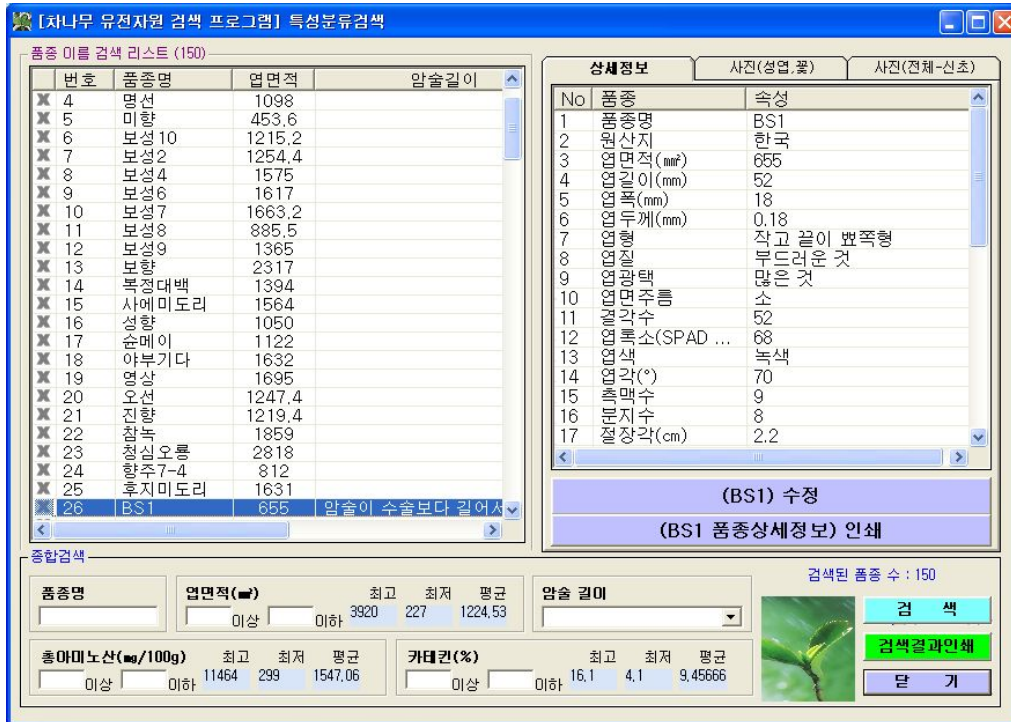 [차나무 유전자원 검색 프로그램] 특성분류검색
품종 이름 검색 리스트 (150)
번호 품종명 엽면적 암술길이
4 명선 1098
5 미향 453,6
6 보성10 1215,2
7 보성2 1254,4
8 보성4 1575
9 보성6 1617
10 보성7 1663,2
11 보성8 885,5
12 보성9 1365
13 보향 2317
14 복정대백 1394
15 사에미도리 1564
16 성향 1050
17 슌메이 1122
18 야부기다 1632
19 영상 1695
20 오선 1247,4
21 진향 1219,4
22 참녹 1859
23 청심오룡 2818
24 향주7-4 812
25 후지미도리 1631
26 BS1 655 암술이 수술보다 길어서
상세정보 사진(성엽,꽃) 사진(전체-신초)
No 품종 속성
1 품종명 BS1
2 원산지 한국
3 엽면적(㎟) 655
4 엽길이(mm) 52
5 엽폭(mm) 18
6 엽두께(mm) 0,18
7 엽형 작고 끝이 뾰쪽형
8 엽질 부드러운 것
9 엽광택 많은 것
10 엽면주름 소
11 결각수 52
12 엽록소(SPAD ... 68
13 엽색 녹색
14 엽각(°) 70
15 측맥수 9
16 분지수 8
17 절장각(cm) 2,2
(BS1) 수정
(BS1 품종상세정보) 인쇄
종합검색
검색된 품종 수 : 150
품종명 엽면적(㎟) 최고 최저 평균 암술 길이
이상 이하 3920 227 1224,53
검 색
총아미노산(㎎/100g) 최고 최저 평균 카테킨(%) 최고 최저 평균
이상 이하 11464 299 1547,06 이상 이하 16,1 4,1 9,45666
검색결과인쇄
닫 기